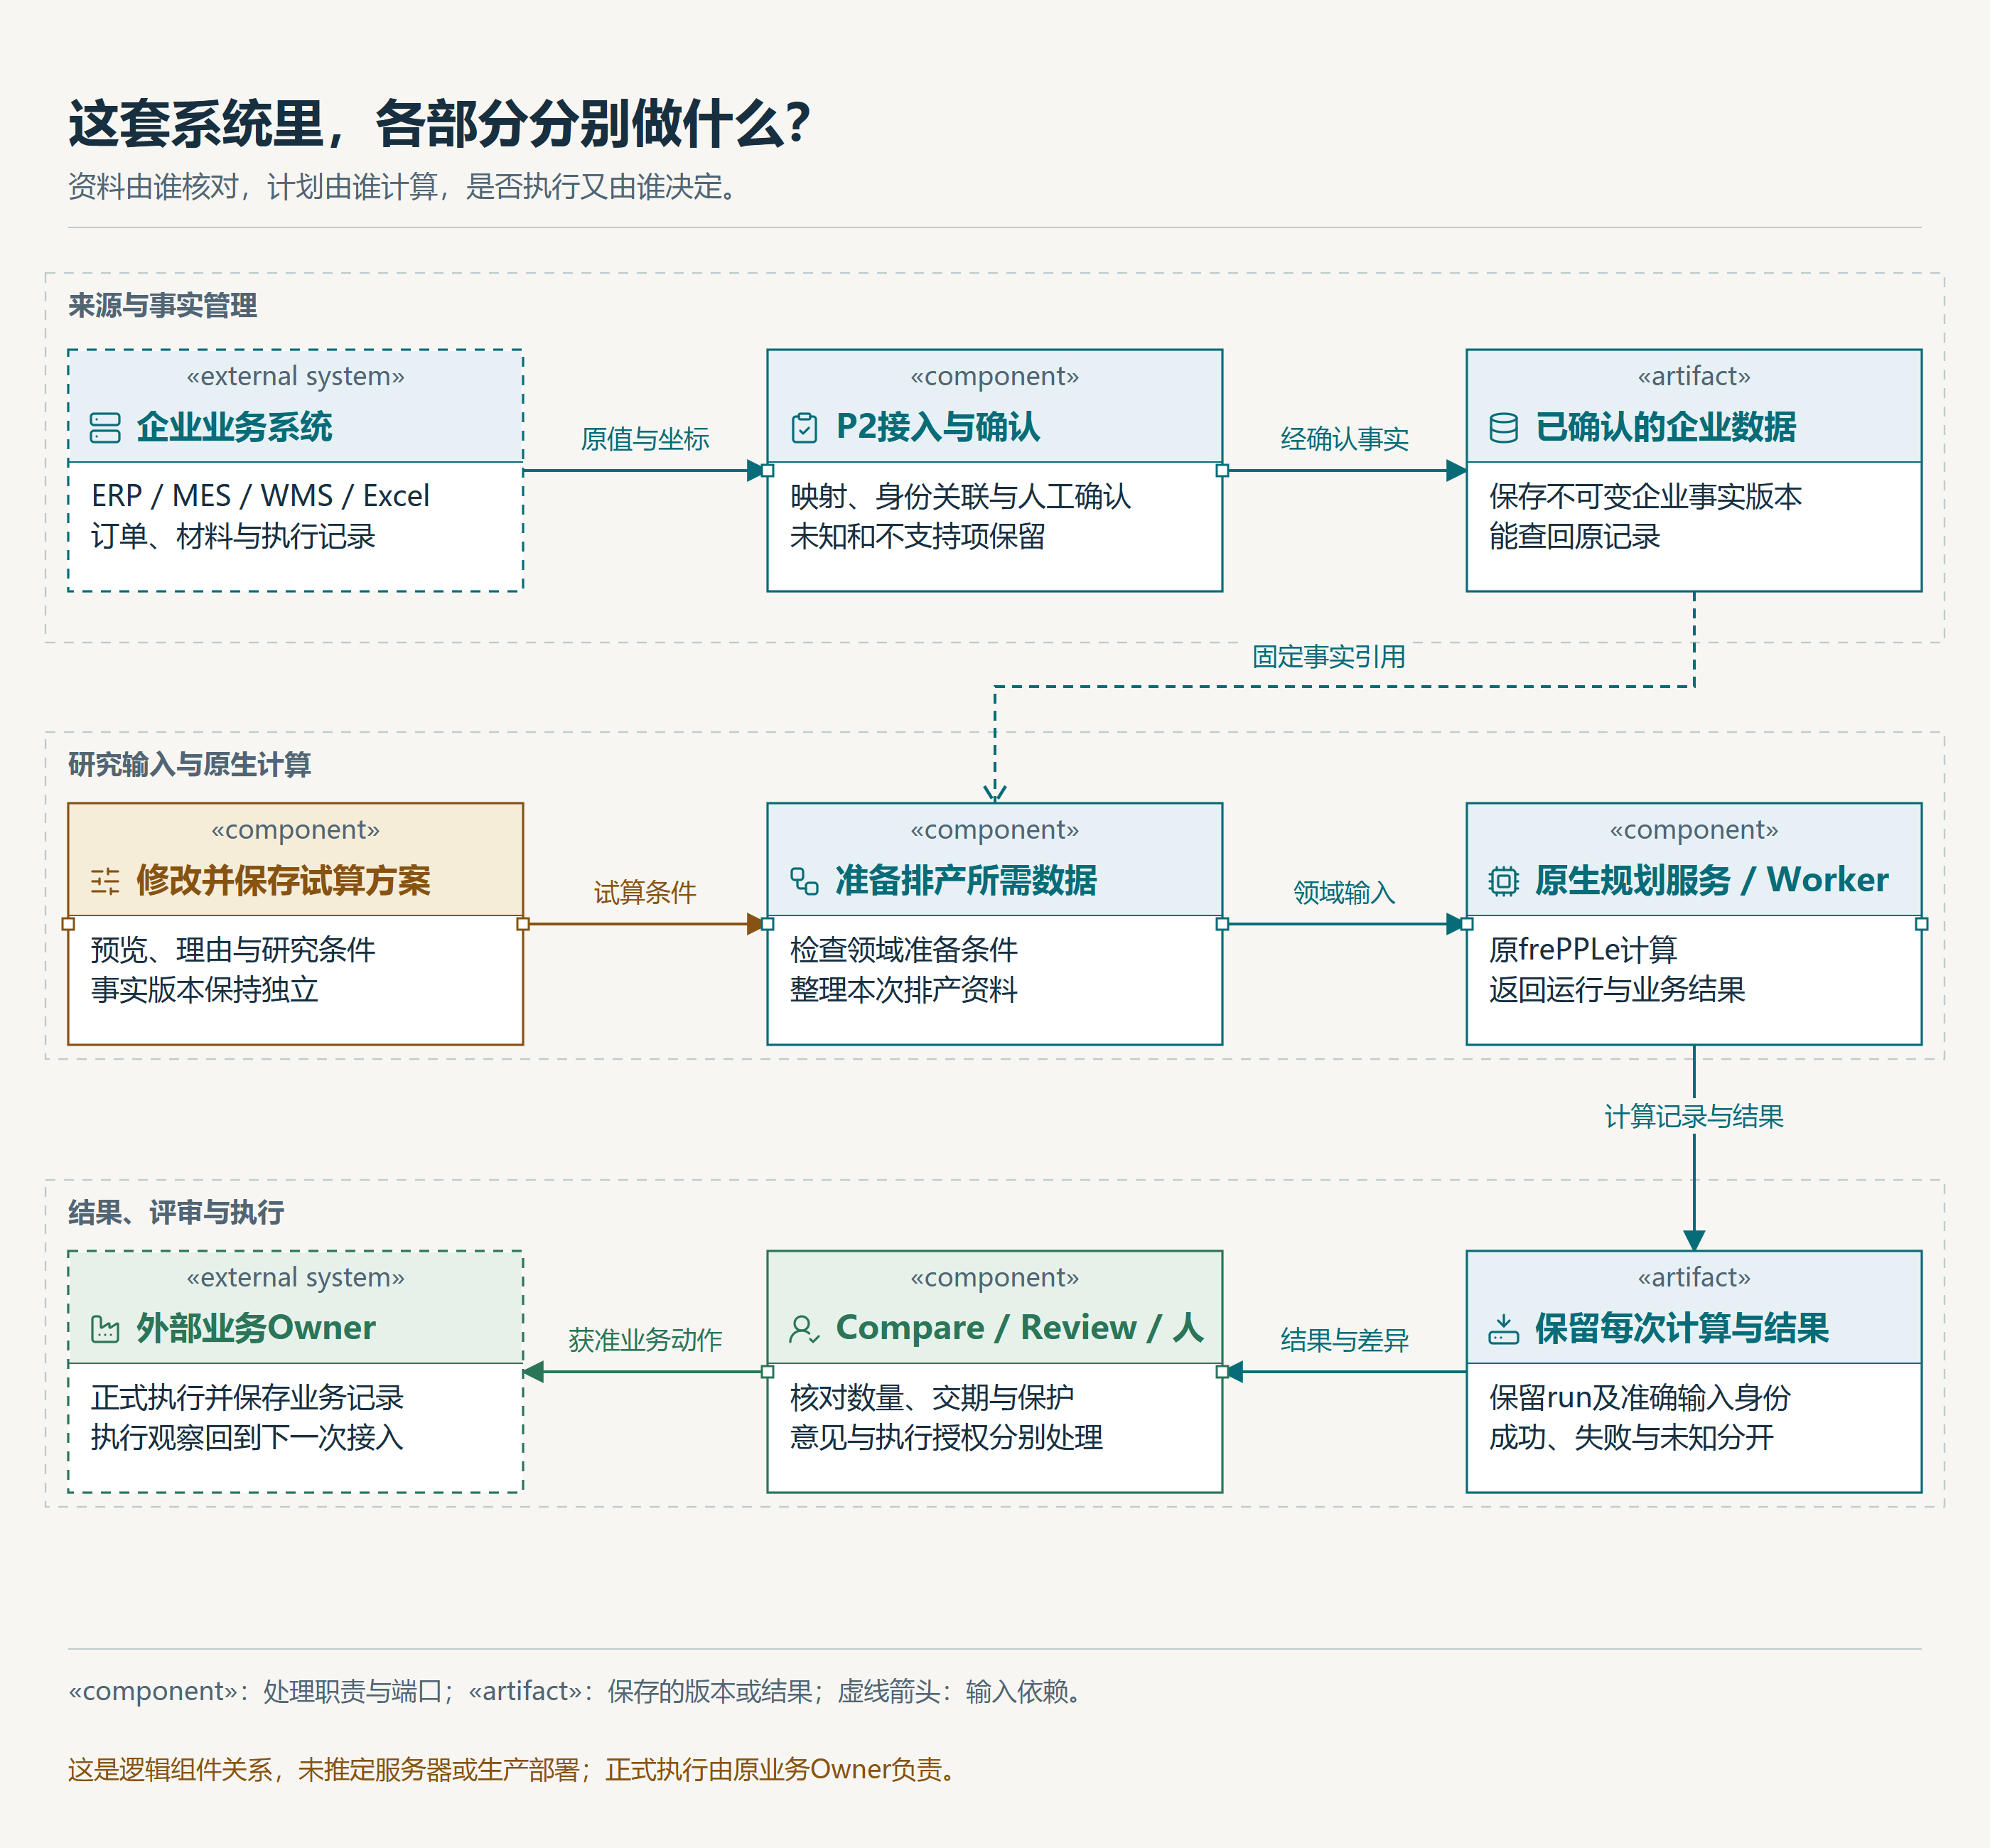 这套系统里，各部分分别做什么？
资料由谁核对，计划由谁计算，是否执行又由谁决定。
来源与事实管理
«external system»
企业业务系统
ERP / MES / WMS / Excel
订单、材料与执行记录
原值与坐标
«component»
P2接入与确认
映射、身份关联与人工确认
未知和不支持项保留
经确认事实
«artifact»
已确认的企业数据
保存不可变企业事实版本
能查回原记录
固定事实引用
研究输入与原生计算
«component»
修改并保存试算方案
预览、理由与研究条件
事实版本保持独立
试算条件
«component»
准备排产所需数据
检查领域准备条件
整理本次排产资料
领域输入
«component»
原生规划服务 / Worker
原frePPLe计算
返回运行与业务结果
计算记录与结果
结果、评审与执行
«external system»
外部业务Owner
正式执行并保存业务记录
执行观察回到下一次接入
获准业务动作
«component»
Compare / Review / 人
核对数量、交期与保护
意见与执行授权分别处理
结果与差异
«artifact»
保留每次计算与结果
保留run及准确输入身份
成功、失败与未知分开
«component»：处理职责与端口；«artifact»：保存的版本或结果；虚线箭头：输入依赖。
这是逻辑组件关系，未推定服务器或生产部署；正式执行由原业务Owner负责。